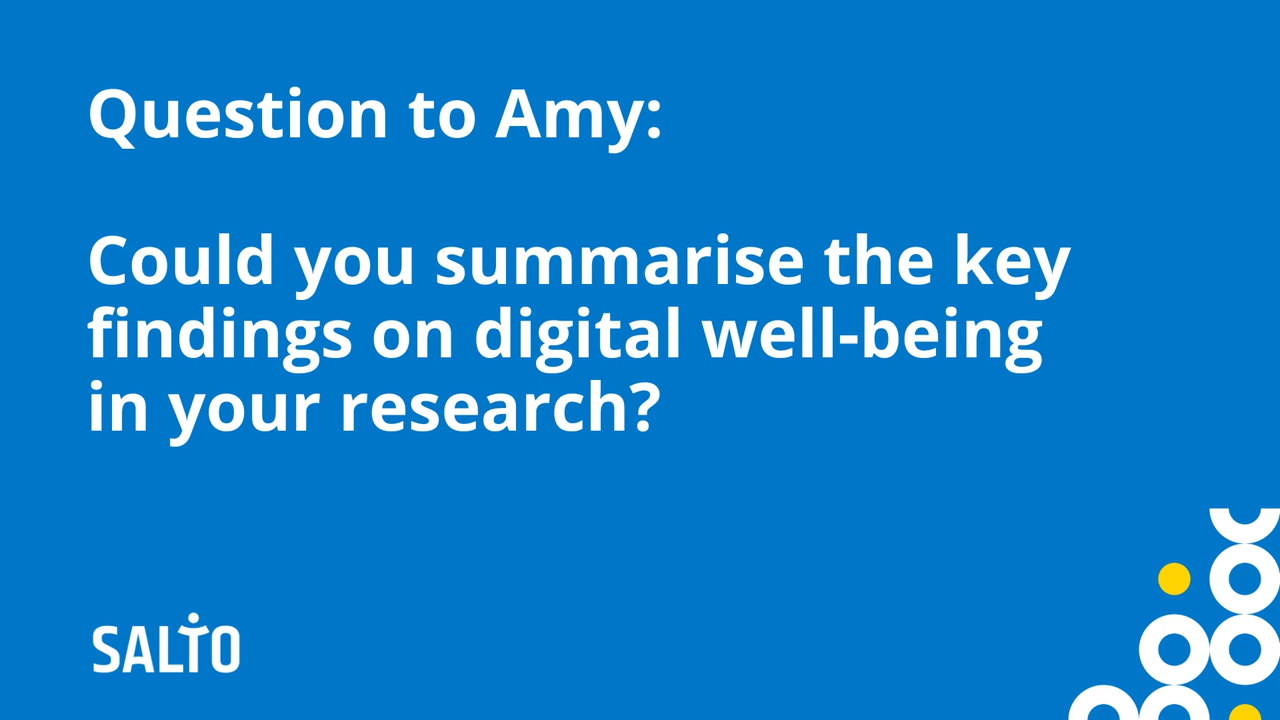 Question to Amy:
Could you summarise the key
findings on digital well-being
in your research?
SALTO